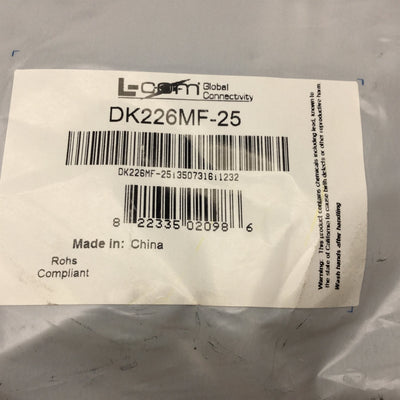 L-com Global
Connectivity
DK226MF-25
DK226MF-25:3507316:1232
8 22335 02098 6
Made in: China
Rohs
Compliant
Warning: This product contains chemicals including lead, known to
the state of California to cause birth defects or other reproductive harm
Wash hands after handling